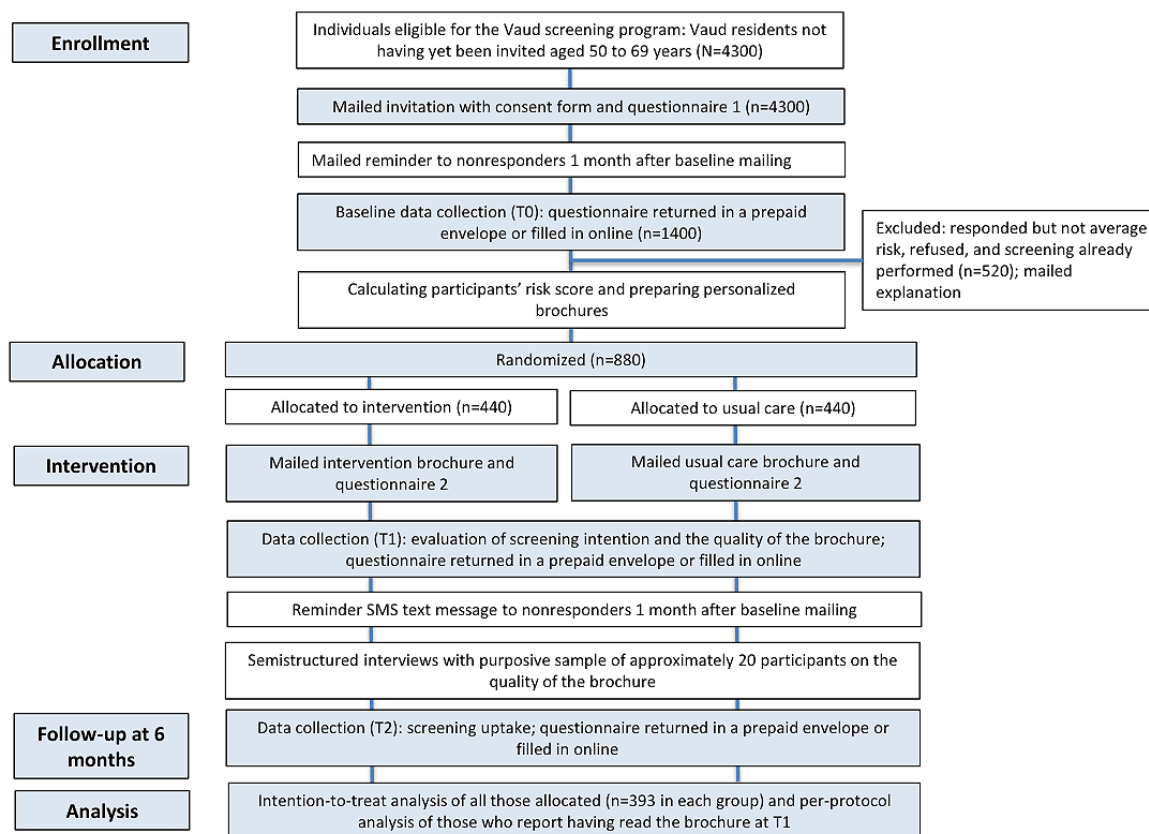 Enrollment
Individuals eligible for the Vaud screening program: Vaud residents not
having yet been invited aged 50 to 69 years (N=4300)
Mailed invitation with consent form and questionnaire 1 (n=4300)
Mailed reminder to nonresponders 1 month after baseline mailing
Baseline data collection (T0): questionnaire returned in a prepaid
envelope or filled in online (n=1400)
Excluded: responded but not average
risk, refused, and screening already
performed (n=520); mailed
explanation
Calculating participants' risk score and preparing personalized
brochures
Allocation
Randomized (n=880)
Allocated to intervention (n=440)
Allocated to usual care (n=440)
Intervention
Mailed intervention brochure and
questionnaire 2
Mailed usual care brochure and
questionnaire 2
Data collection (T1): evaluation of screening intention and the quality of the brochure;
questionnaire returned in a prepaid envelope or filled in online
Reminder SMS text message to nonresponders 1 month after baseline mailing
Semistructured interviews with purposive sample of approximately 20 participants on the
quality of the brochure
Follow-up at 6
months
Data collection (T2): screening uptake; questionnaire returned in a prepaid envelope or
filled in online
Analysis
Intention-to-treat analysis of all those allocated (n=393 in each group) and per-protocol
analysis of those who report having read the brochure at T1